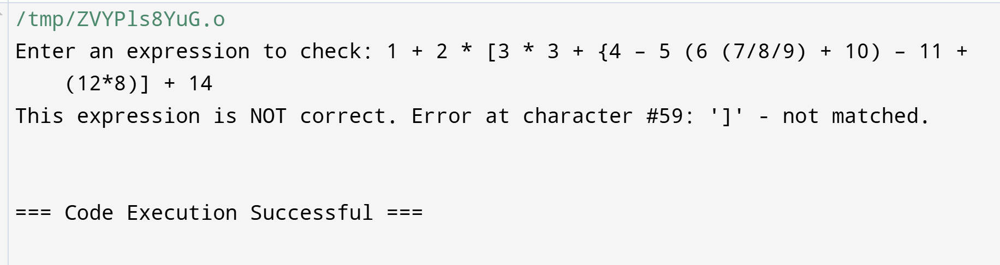 /tmp/ZVYPls8YuG.o
Enter an expression to check: 1 + 2 * [3 * 3 + {4 – 5 (6 (7/8/9) + 10) – 11 +
(12*8)] + 14
This expression is NOT correct. Error at character #59: ']' - not matched.
=== Code Execution Successful ===